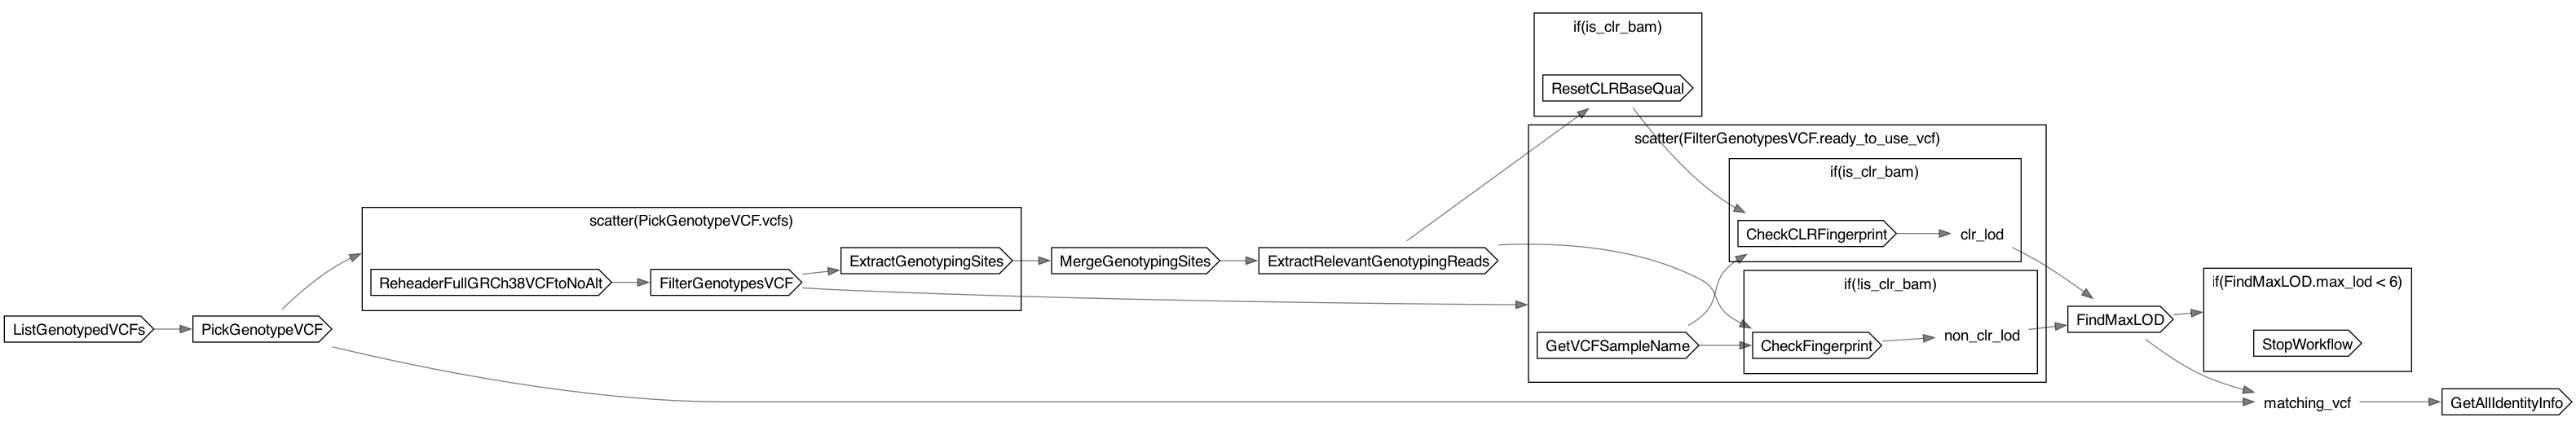 ListGenotypedVCFs
PickGenotypeVCF
scatter(PickGenotypeVCF.vcfs)
ReheaderFullGRCh38VCFtoNoAlt
FilterGenotypesVCF
ExtractGenotypingSites
MergeGenotypingSites
ExtractRelevantGenotypingReads
if(is_clr_bam)
ResetCLRBaseQual
scatter(FilterGenotypesVCF.ready_to_use_vcf)
if(is_clr_bam)
CheckCLRFingerprint
clr_lod
if(!is_clr_bam)
GetVCFSampleName
CheckFingerprint
non_clr_lod
FindMaxLOD
if(FindMaxLOD.max_lod < 6)
StopWorkflow
matching_vcf
GetAllIdentityInfo